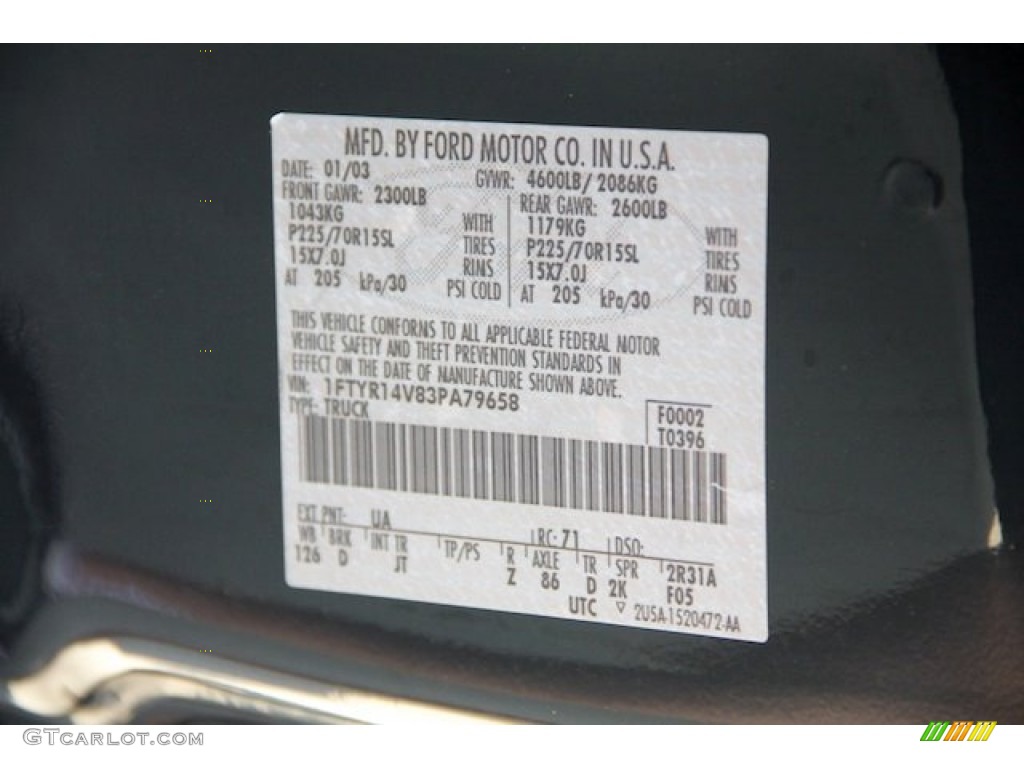 MFD. BY FORD MOTOR CO. IN U.S.A.
DATE: 01/03 GVWR: 4600LB/ 2086KG
FRONT GAWR: 2300LB REAR GAWR: 2600LB
1043KG WITH 1179KG WITH
P225/70R15SL TIRES P225/70R15SL TIRES
15X7.0J RIMS 15X7.0J RIMS
AT 205 kPa/30 PSI COLD AT 205 kPa/30 PSI COLD
THIS VEHICLE CONFORMS TO ALL APPLICABLE FEDERAL MOTOR
VEHICLE SAFETY AND THEFT PREVENTION STANDARDS IN
EFFECT ON THE DATE OF MANUFACTURE SHOWN ABOVE.
VIN: 1FTYR14V83PA79658
TYPE: TRUCK F0002
T0396
EXT PNT: UA RC: 71 DSO:
WB BRK INT TR TP/PS R AXLE TR SPR 2R31A
126 D JT Z 86 D 2K F05
UTC ▽ 2USA-1520472-AA
GTCARLOT.COM